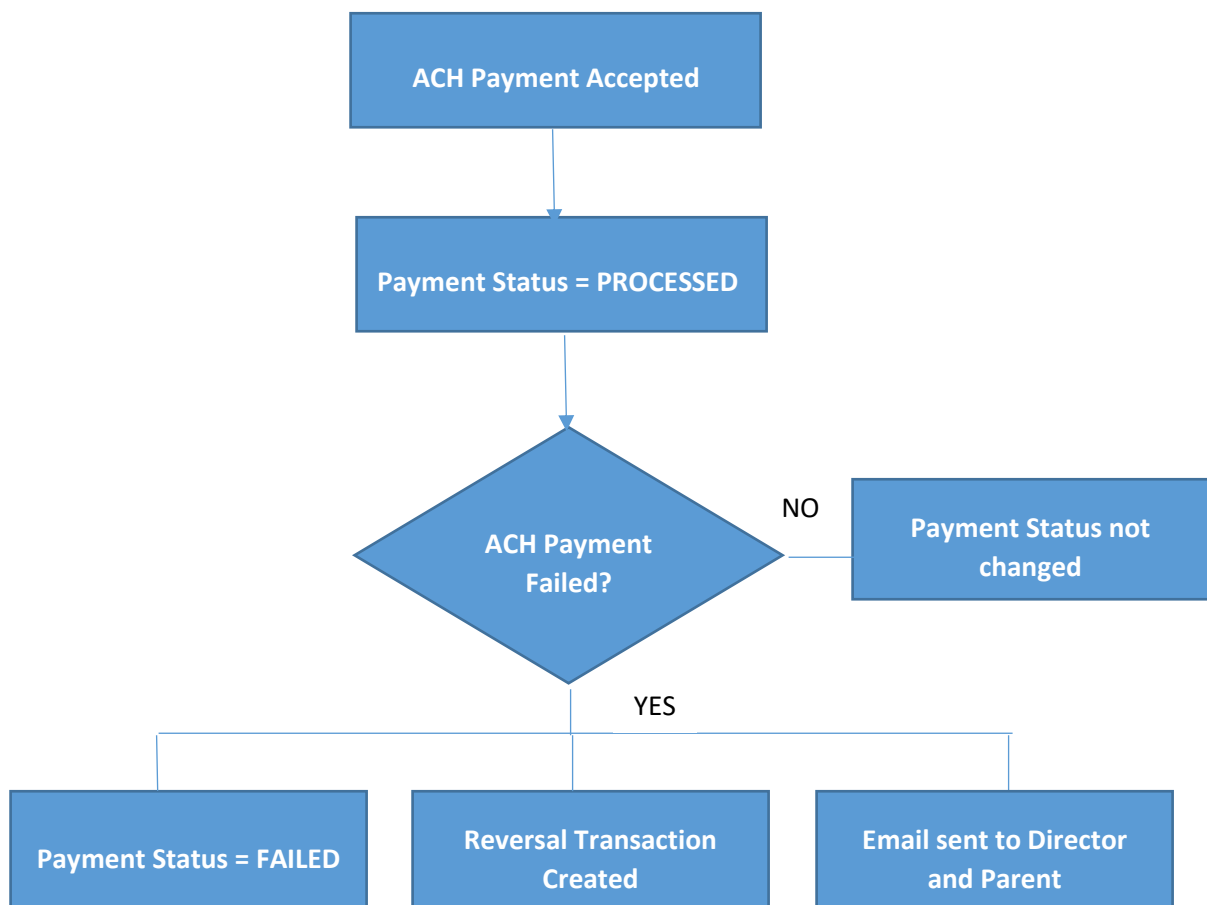 ACH Payment Accepted
Payment Status = PROCESSED
ACH Payment
Failed?
NO
Payment Status not
changed
YES
Payment Status = FAILED
Reversal Transaction
Created
Email sent to Director
and Parent